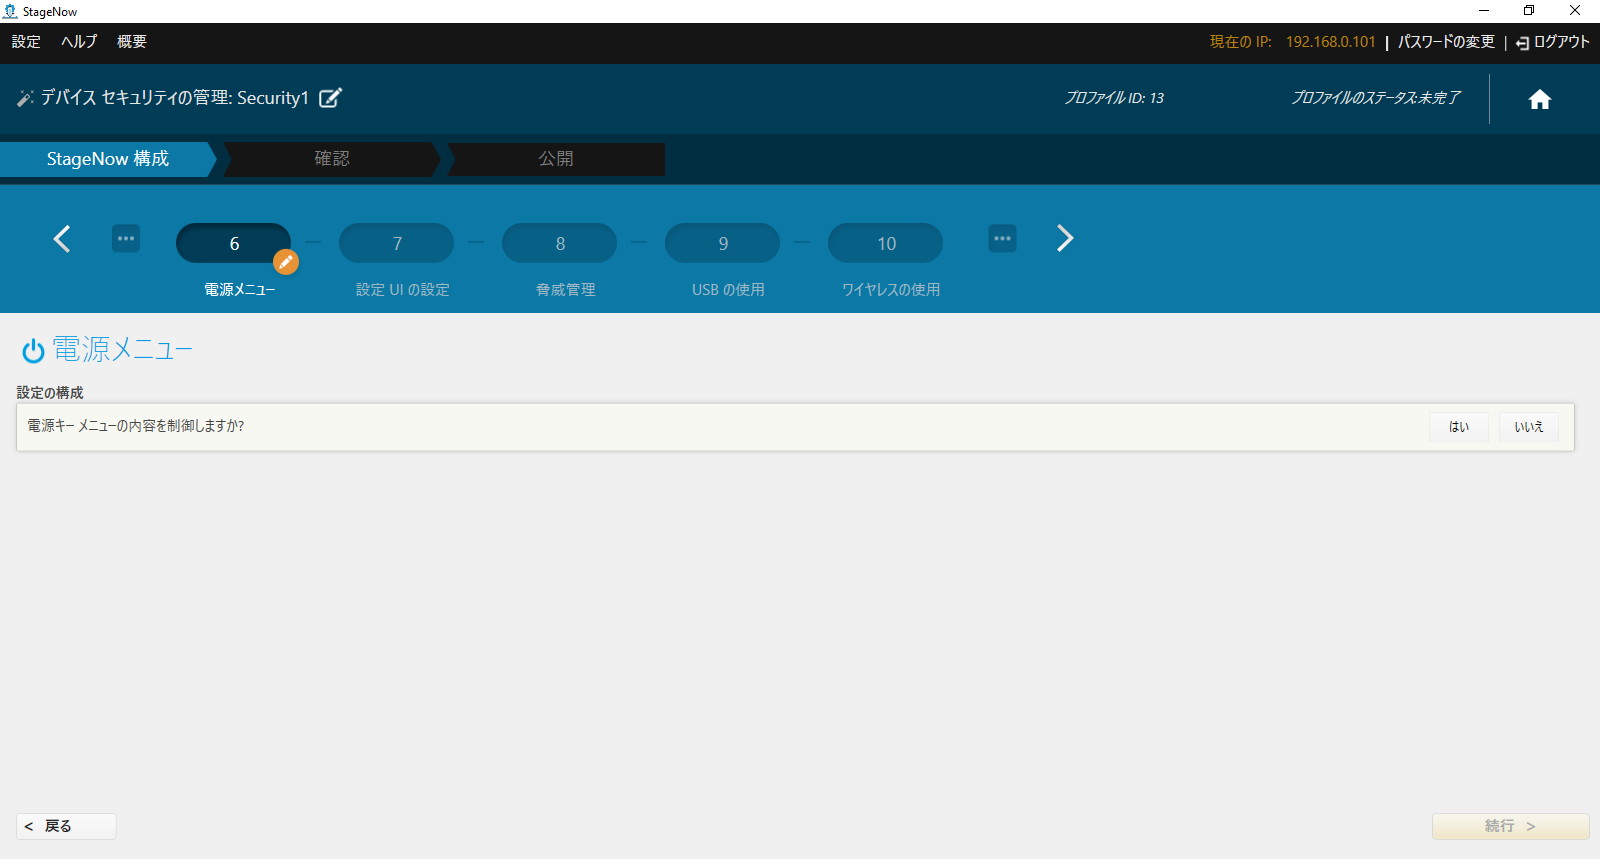 StageNow
設定 ヘルプ 概要 現在の IP: 192.168.0.101 | パスワードの変更 | ログアウト
デバイス セキュリティの管理: Security1 プロファイル ID: 13 プロファイルのステータス:未完了
StageNow 構成 確認 公開
6 7 8 9 10
電源メニュー 設定 UI の設定 脅威管理 USB の使用 ワイヤレスの使用
電源メニュー
設定の構成
電源キー メニューの内容を制御しますか? はい いいえ
< 戻る 続行 >